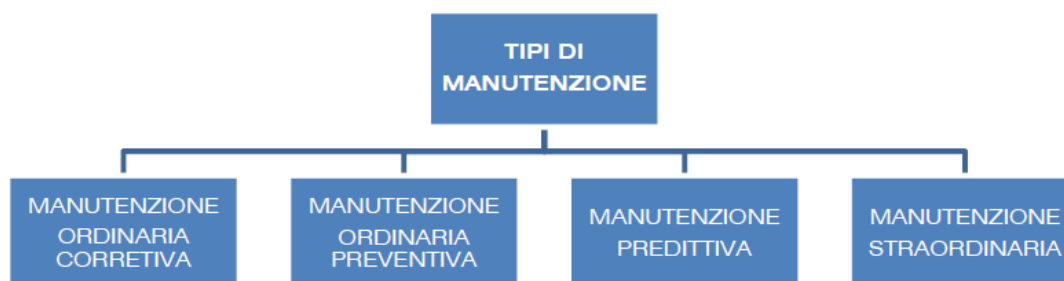 TIPI DI
MANUTENZIONE
MANUTENZIONE
ORDINARIA
CORRETIVA
MANUTENZIONE
ORDINARIA
PREVENTIVA
MANUTENZIONE
PREDITTIVA
MANUTENZIONE
STRAORDINARIA